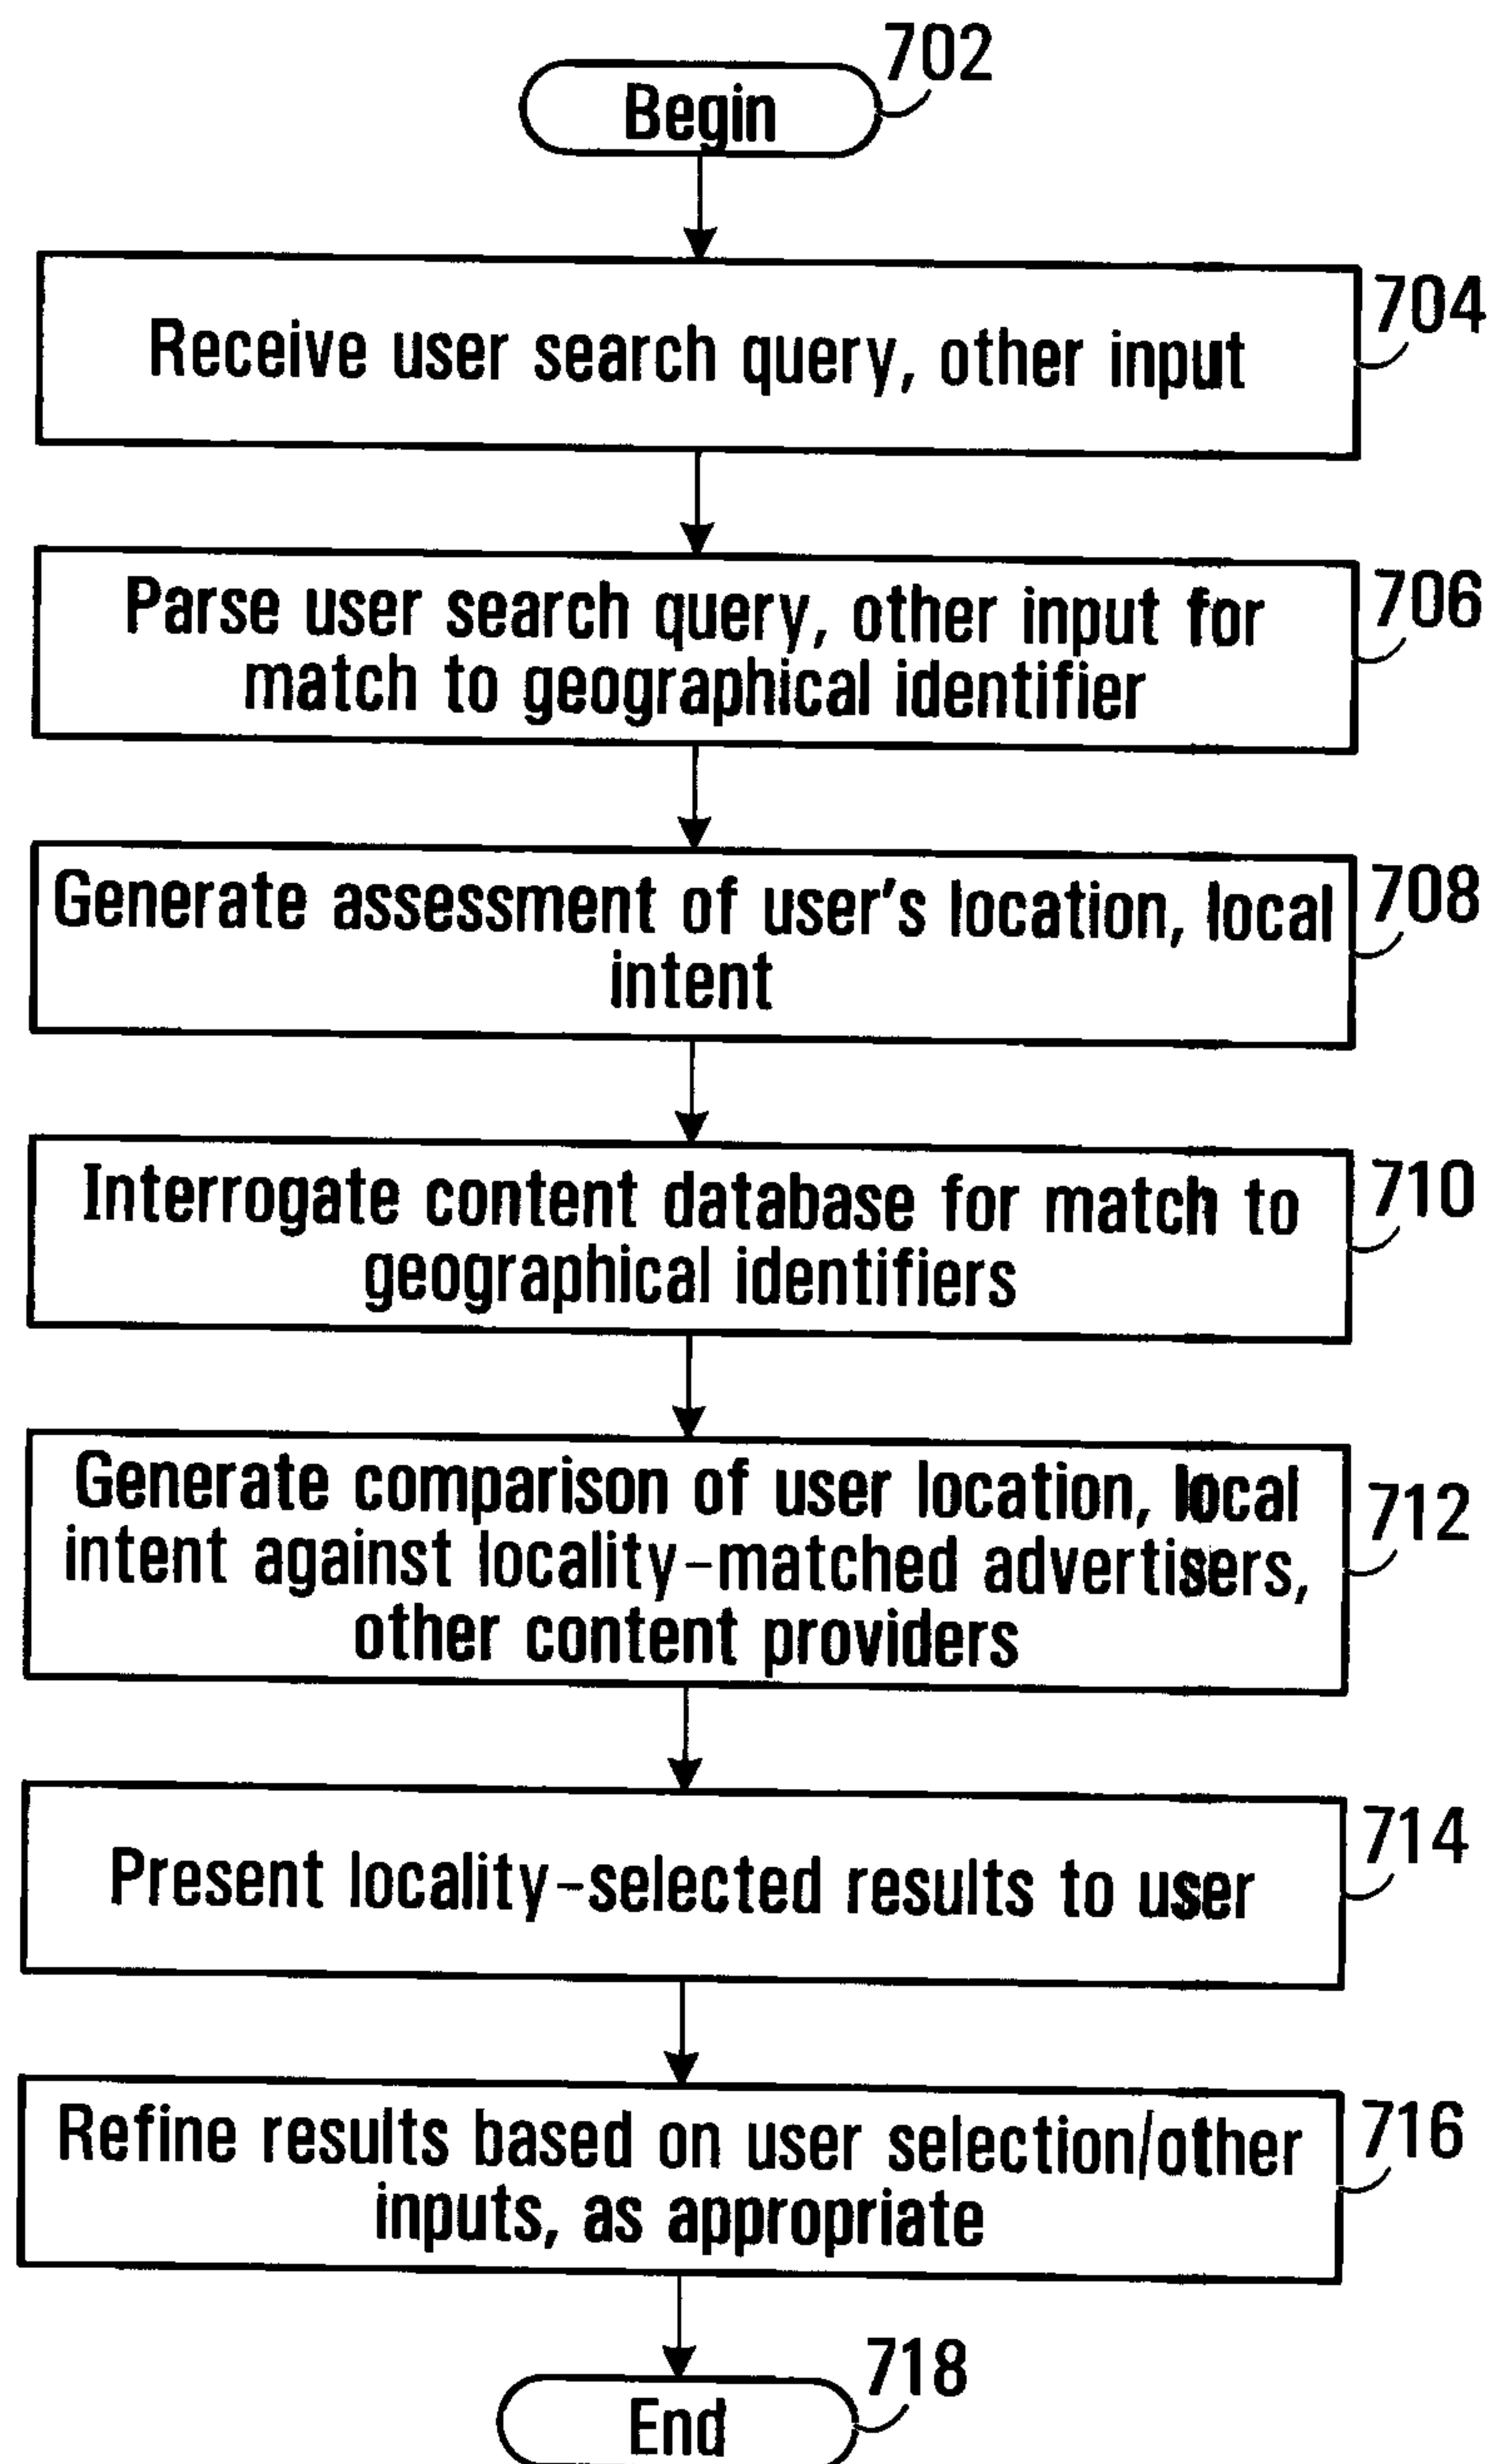 702
Begin
704
Receive user search query, other input
706
Parse user search query, other input for
match to geographical identifier
708
Generate assessment of user's location, local
intent
710
Interrogate content database for match to
geographical identifiers
712
Generate comparison of user location, local
intent against locality-matched advertisers,
other content providers
714
Present locality-selected results to user
716
Refine results based on user selection/other
inputs, as appropriate
718
End